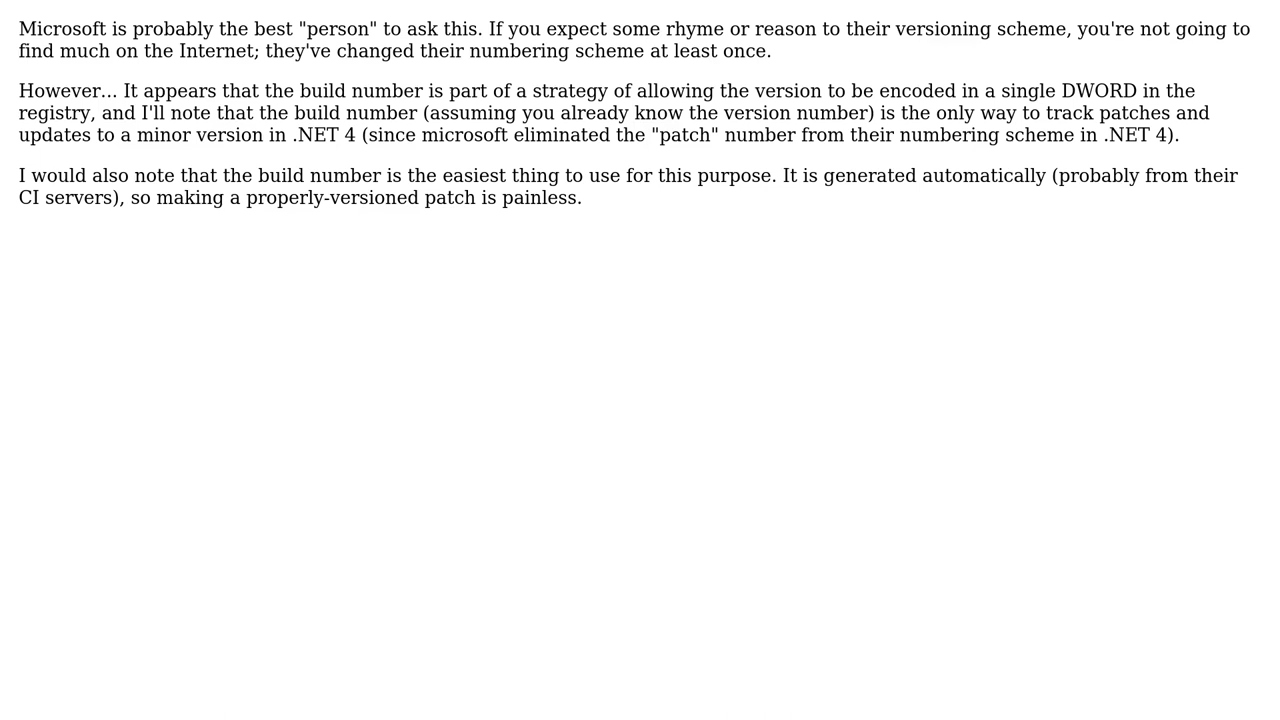 Microsoft is probably the best "person" to ask this. If you expect some rhyme or reason to their versioning scheme, you're not going to
find much on the Internet; they've changed their numbering scheme at least once.
However... It appears that the build number is part of a strategy of allowing the version to be encoded in a single DWORD in the
registry, and I'll note that the build number (assuming you already know the version number) is the only way to track patches and
updates to a minor version in .NET 4 (since microsoft eliminated the "patch" number from their numbering scheme in .NET 4).
I would also note that the build number is the easiest thing to use for this purpose. It is generated automatically (probably from their
CI servers), so making a properly-versioned patch is painless.